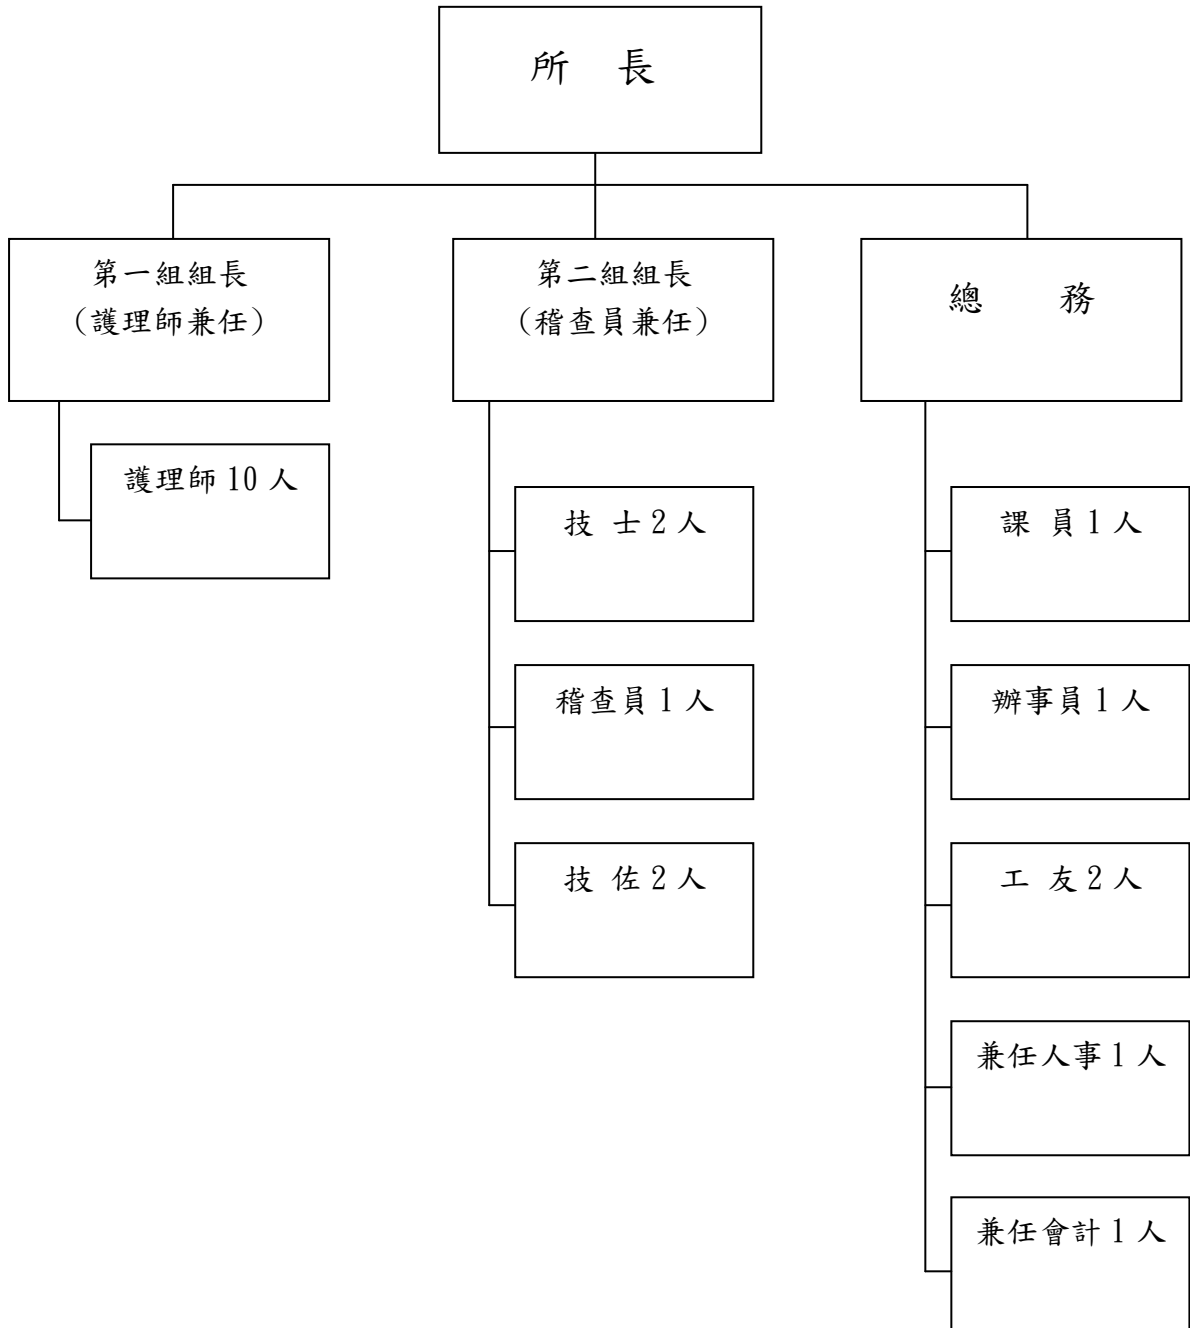 所 長
第一組組長
(護理師兼任)
第二組組長
(稽查員兼任)
總 務
護理師 10 人
技 士 2 人
稽查員 1 人
技 佐 2 人
課 員 1 人
辦事員 1 人
工 友 2 人
兼任人事 1 人
兼任會計 1 人